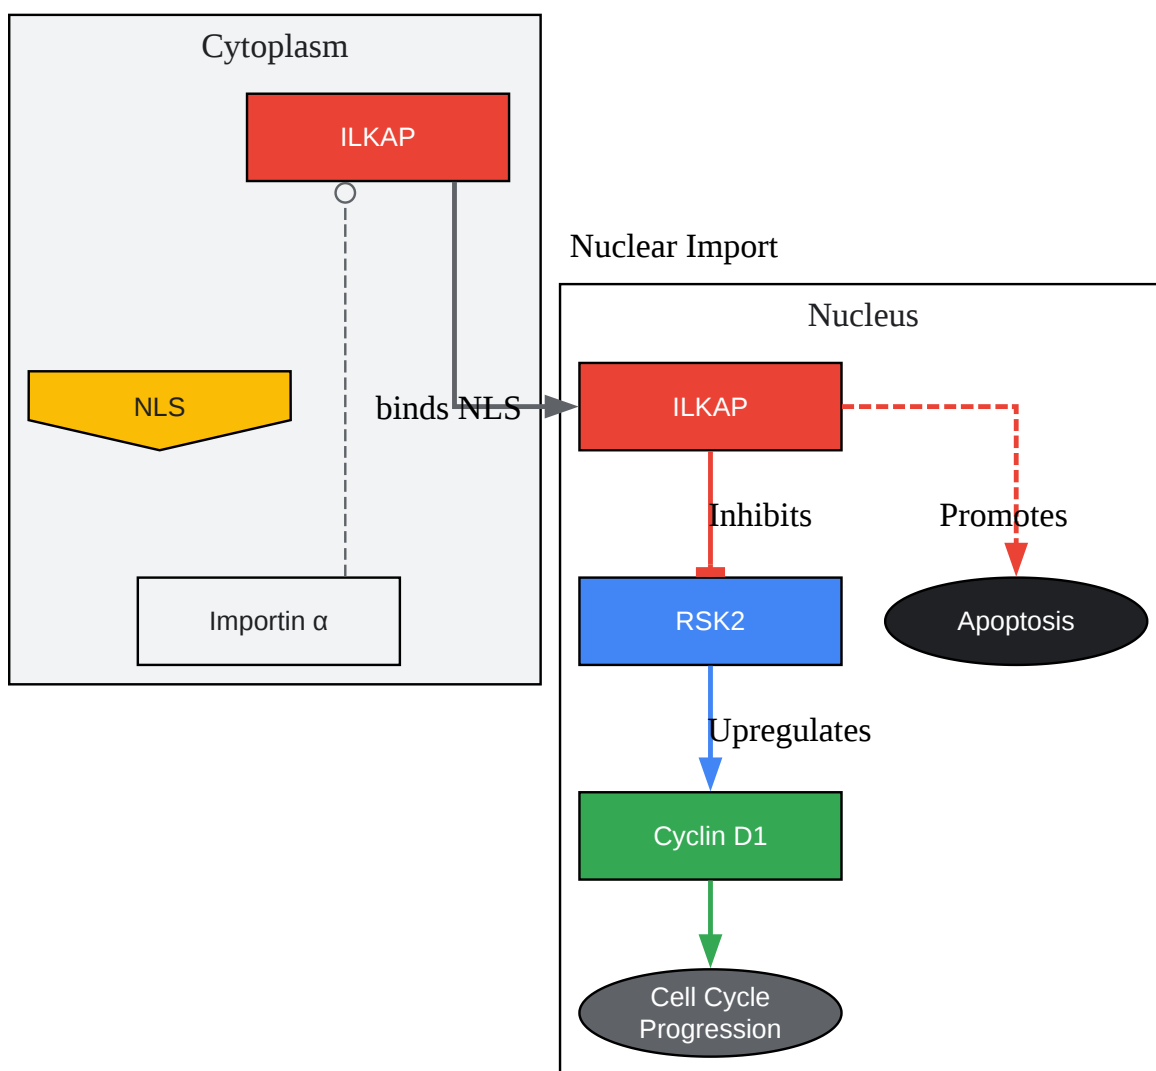 Cytoplasm
ILKAP
Nuclear Import
Nucleus
NLS
binds NLS
ILKAP
Inhibits
Promotes
Importin α
RSK2
Apoptosis
Upregulates
Cyclin D1
Cell Cycle
Progression